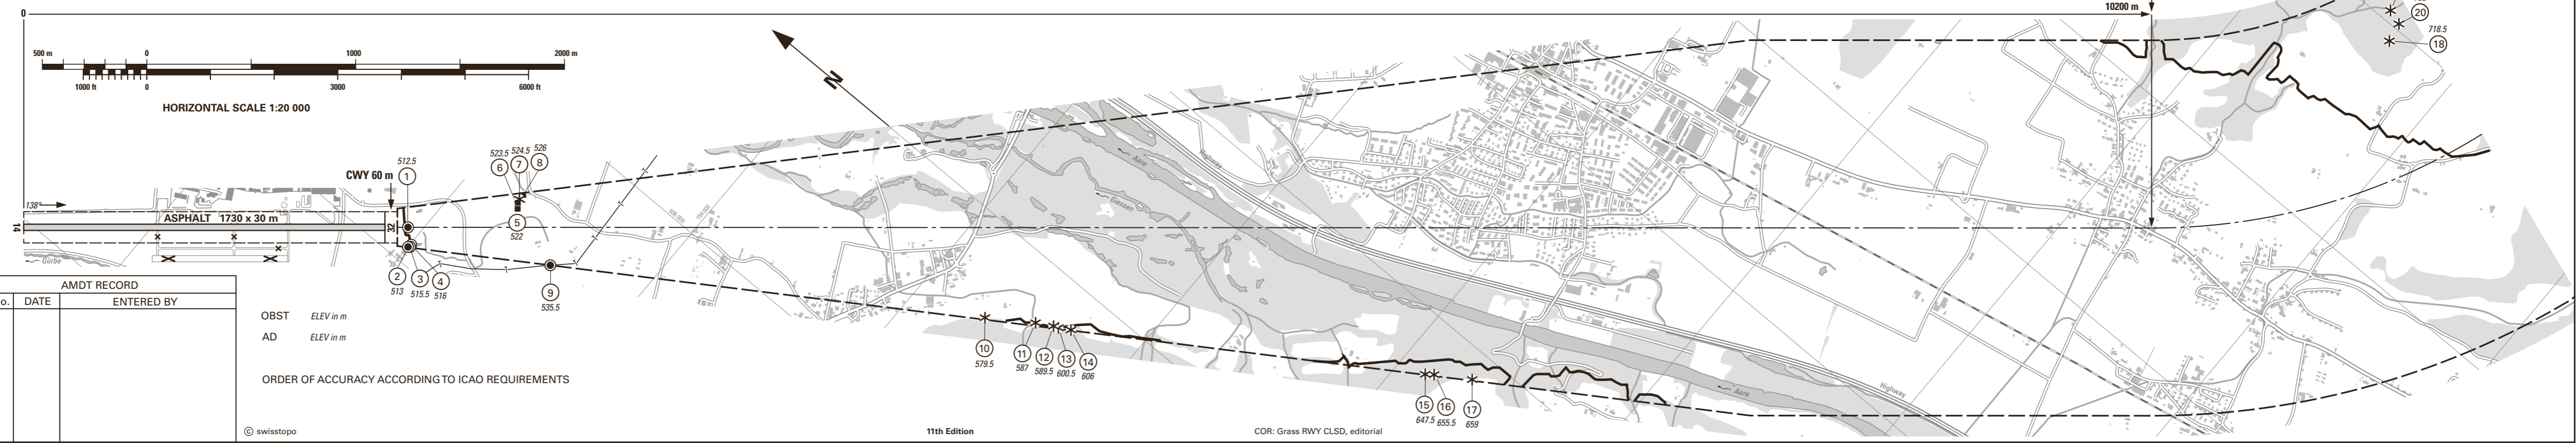 0
10200 m
20
718.5
18
500 m 0 1000 2000 m
1000 ft 0 3000 6000 ft
HORIZONTAL SCALE 1:20 000
N
CWY 60 m
512.5
1
523.5 524.5 526
6 7 8
5
522
138°
ASPHALT 1730 x 30 m
14
32
Gürbe
2 3 4
513 515.5 516
9
535.5
Aare
Highway
Giessen
10
579.5
11 12 13 14
587 589.5 600.5 606
15 16 17
647.5 655.5 659
Aare
Highway
AMDT RECORD
o. DATE ENTERED BY
OBST ELEV in m
AD ELEV in m
ORDER OF ACCURACY ACCORDING TO ICAO REQUIREMENTS
© swisstopo
11th Edition
COR: Grass RWY CLSD, editorial